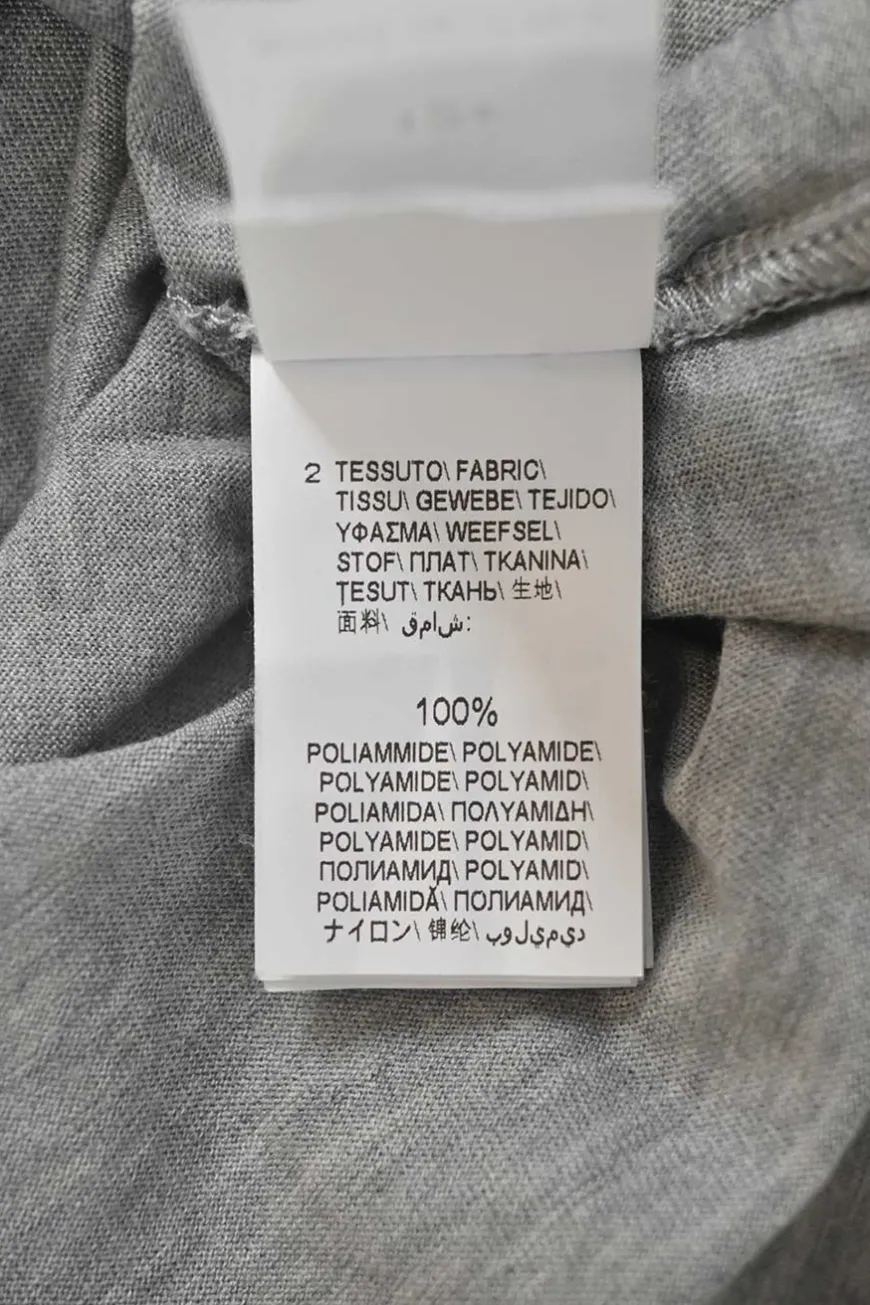 2 TESSUTO\ FABRIC\
TISSU\ GEWEBE\ TEJIDO\
ΥΦΑΣΜΑ\ WEEFSEL\
STOF\ ПЛАТ\ TKANINA\
ȚESUT\ ТКАНЬ\ 生地\
面料\ قماش:
100%
POLIAMMIDE\ POLYAMIDE\
POLYAMIDE\ POLYAMID\
POLIAMIDA\ ΠΟΛΥΑΜΙΔΗ\
POLYAMIDE\ POLYAMID\
ПОЛИАМИД\ POLYAMID\
POLIAMIDĂ\ ПОЛИАМИД\
ナイロン\ 锦纶\ بوليميد